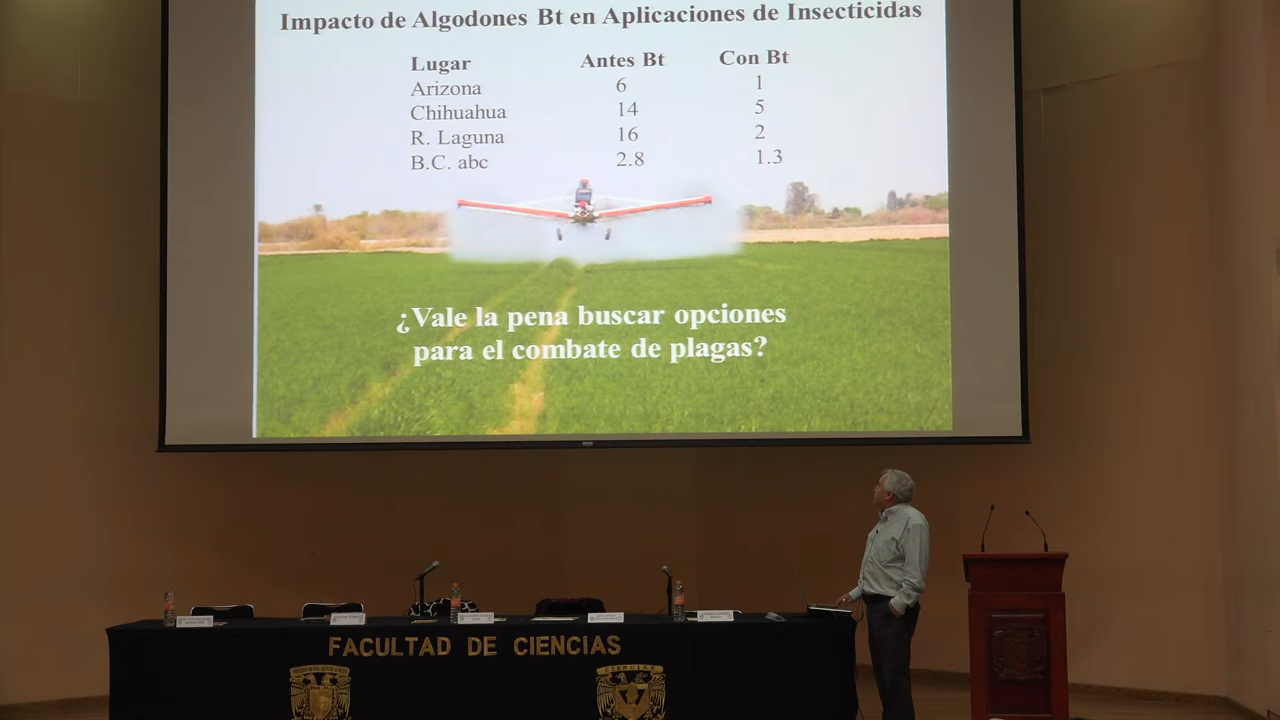 Impacto de Algodones Bt en Aplicaciones de Insecticidas
Lugar Antes Bt Con Bt
Arizona 6 1
Chihuahua 14 5
R. Laguna 16 2
B.C. abc 2.8 1.3
¿Vale la pena buscar opciones
para el combate de plagas?
FACULTAD DE CIENCIAS